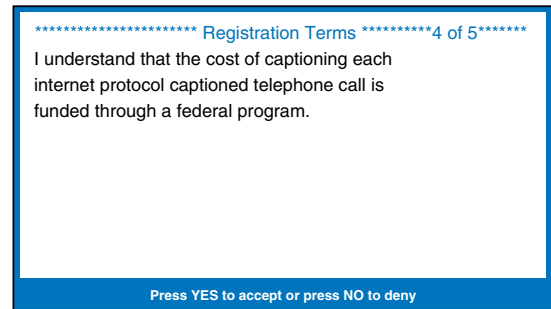 *********************** Registration Terms **********4 of 5*******
I understand that the cost of captioning each
internet protocol captioned telephone call is
funded through a federal program.
Press YES to accept or press NO to deny